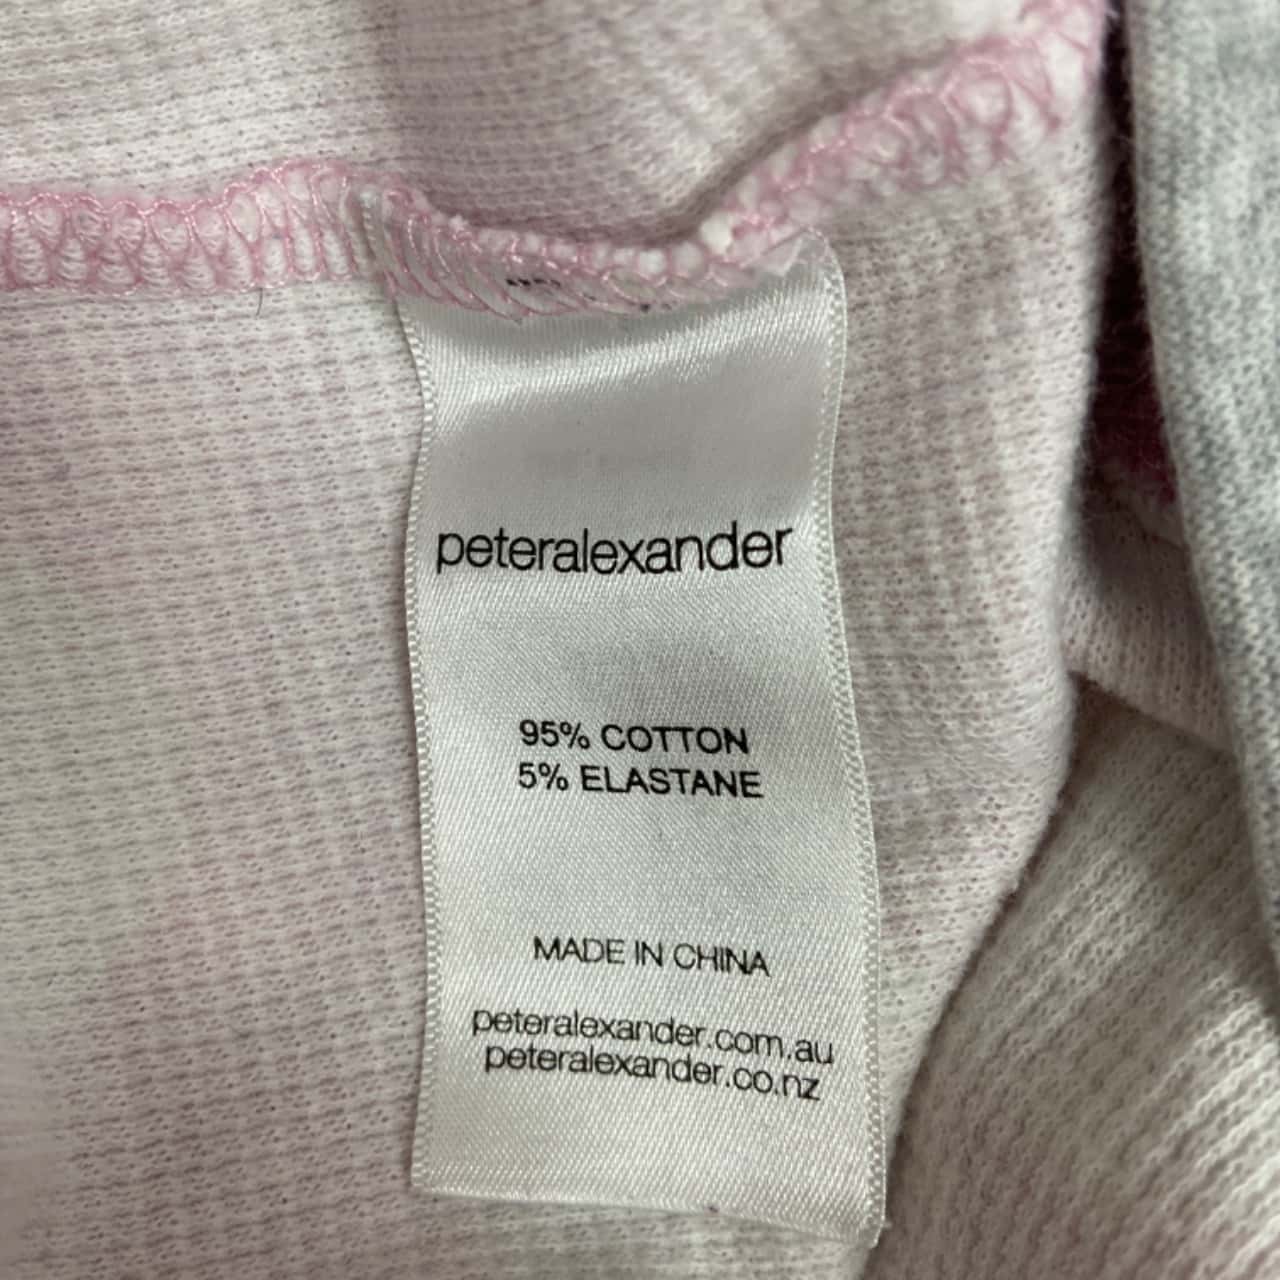 peteralexander
95% COTTON
5% ELASTANE
MADE IN CHINA
peteralexander.com.au
peteralexander.co.nz